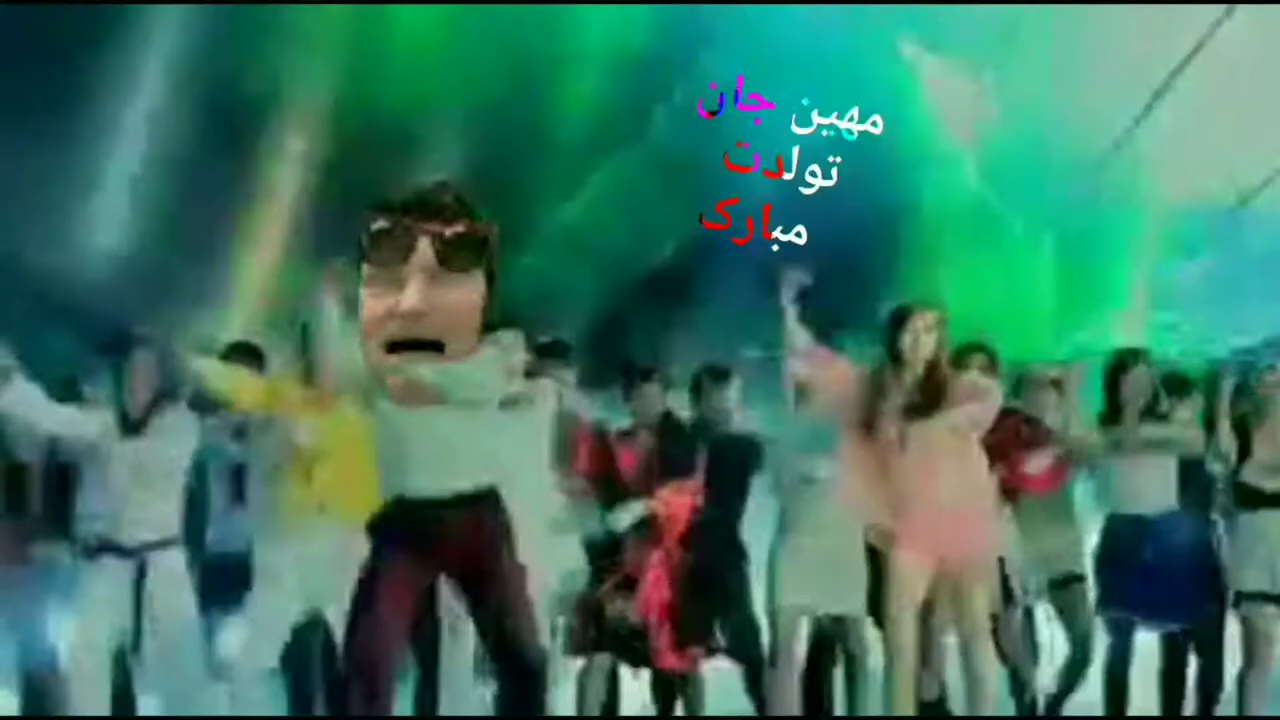 مهین جان
تولدت
مبارک